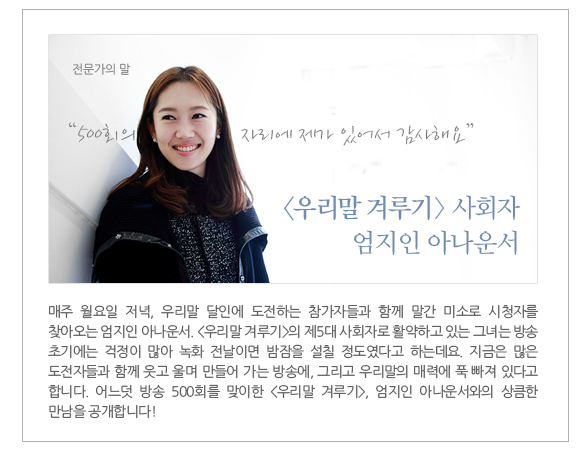 전문가의 말
“500회의 자리에 제가 있어서 감사해요”
<우리말 겨루기> 사회자
엄지인 아나운서
매주 월요일 저녁, 우리말 달인에 도전하는 참가자들과 함께 말간 미소로 시청자를
찾아오는 엄지인 아나운서. <우리말 겨루기>의 제5대 사회자로 활약하고 있는 그녀는 방송
초기에는 걱정이 많아 녹화 전날이면 밤잠을 설칠 정도였다고 하는데요. 지금은 많은
도전자들과 함께 웃고 울며 만들어 가는 방송에, 그리고 우리말의 매력에 푹 빠져 있다고
합니다. 어느덧 방송 500회를 맞이한 <우리말 겨루기>, 엄지인 아나운서와의 상큼한
만남을 공개합니다!